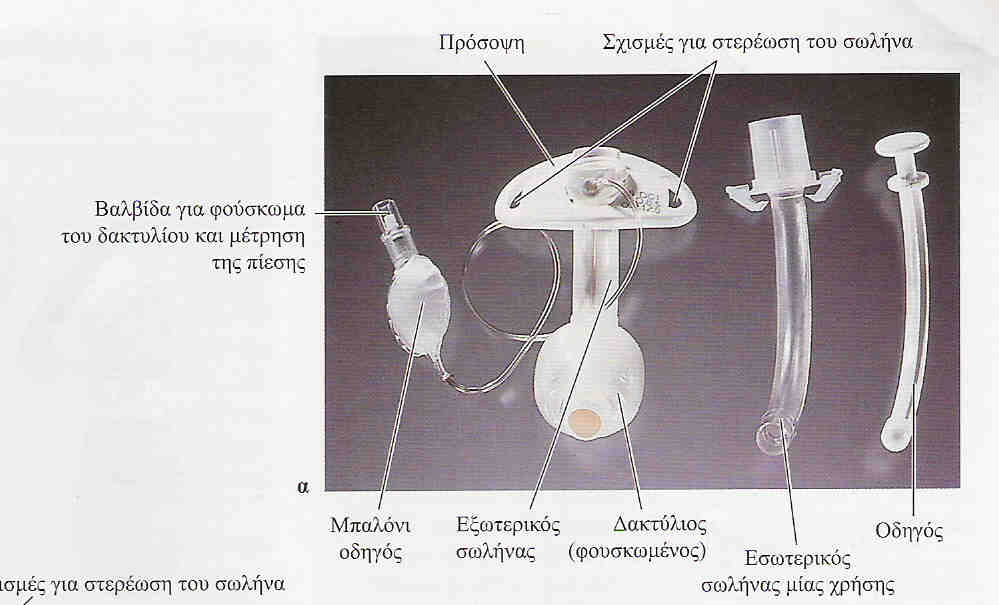 Πρόσοψη
Σχισμές για στερέωση του σωλήνα
Βαλβίδα για φούσκωμα
του δακτυλίου και μέτρηση
της πίεσης
α
Μπαλόνι
οδηγός
Εξωτερικός
σωλήνας
Δακτύλιος
(φουσκωμένος)
Εσωτερικός
σωλήνας μίας χρήσης
Οδηγός
για στερέωση του σωλήνα